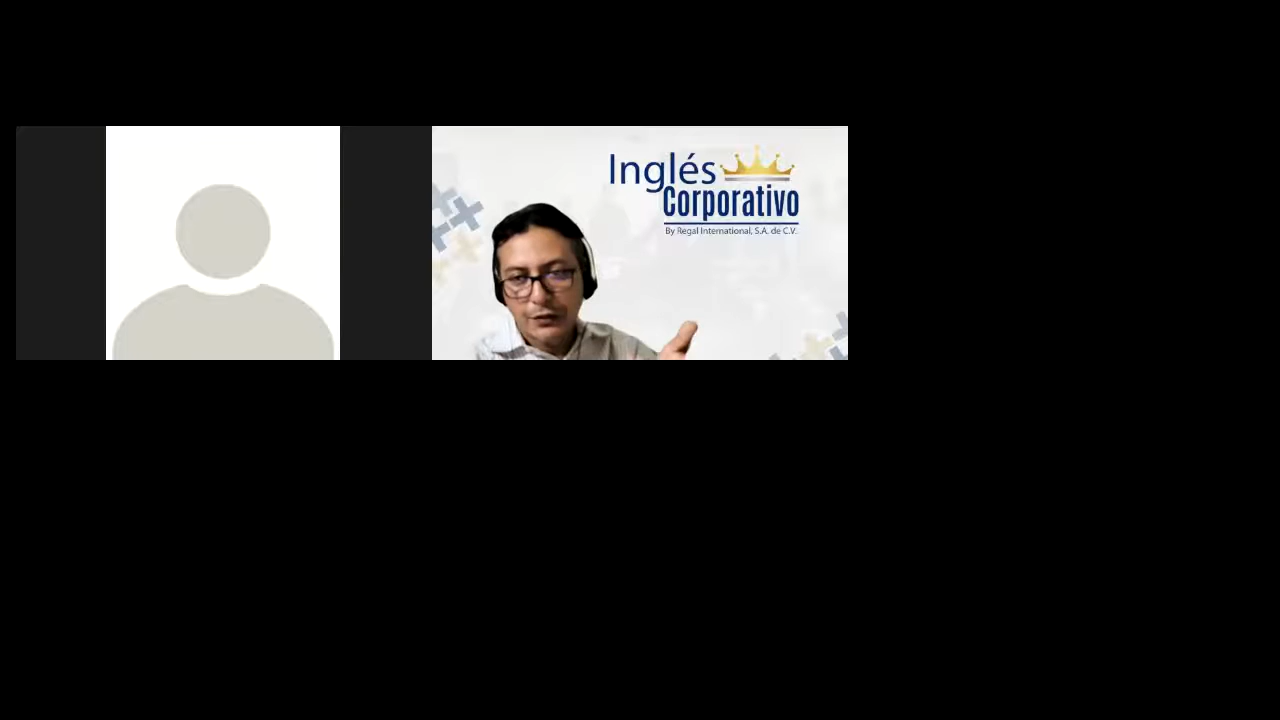 Inglés
Corporativo
By Regal International, S.A. de C.V.